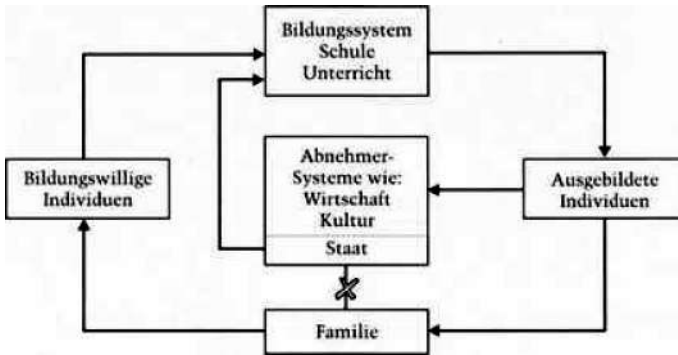 Bildungssystem
Schule
Unterricht
Bildungswillige
Individuen
Abnehmer-
Systeme wie:
Wirtschaft
Kultur
Staat
Ausgebildete
Individuen
Familie